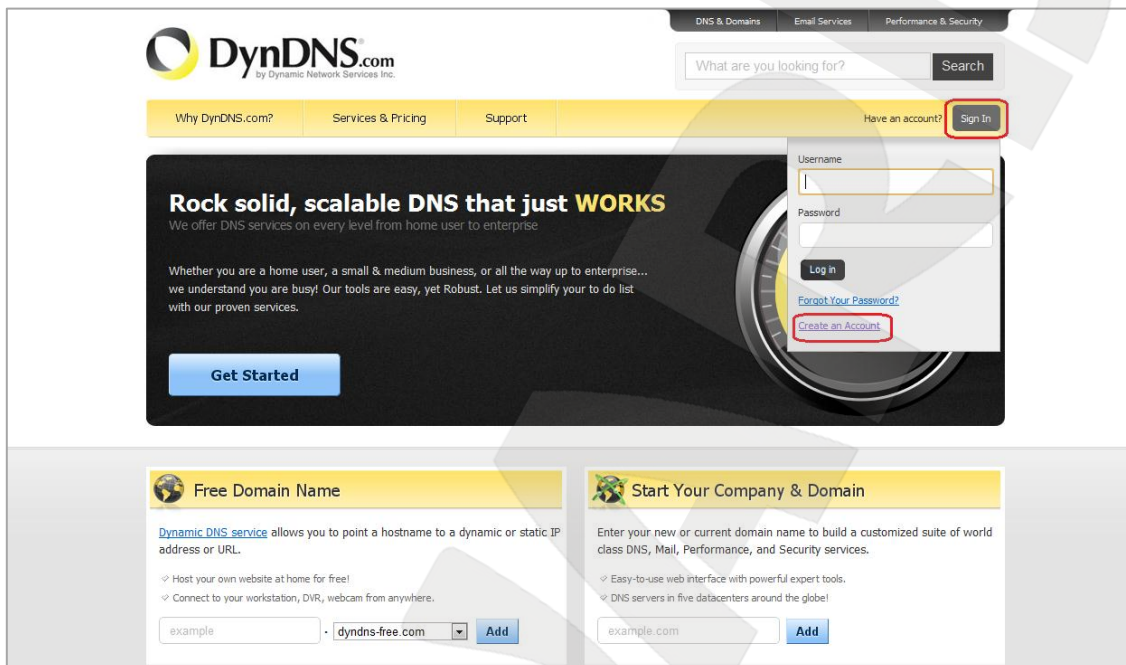 DNS & Domains Email Services Performance & Security
DynDNS.com
by Dynamic Network Services Inc.
What are you looking for? Search
Why DynDNS.com? Services & Pricing Support Have an account? Sign In
Username
Password
Log in
Forgot Your Password?
Create an Account
Rock solid, scalable DNS that just WORKS
We offer DNS services on every level from home user to enterprise
Whether you are a home user, a small & medium business, or all the way up to enterprise...
we understand you are busy! Our tools are easy, yet Robust. Let us simplify your to do list
with our proven services.
Get Started
Free Domain Name
Dynamic DNS service allows you to point a hostname to a dynamic or static IP
address or URL.
Host your own website at home for free!
Connect to your workstation, DVR, webcam from anywhere.
example . dyndns-free.com Add
Start Your Company & Domain
Enter your new or current domain name to build a customized suite of world
class DNS, Mail, Performance, and Security services.
Easy-to-use web interface with powerful expert tools.
DNS servers in five datacenters around the globe!
example.com Add